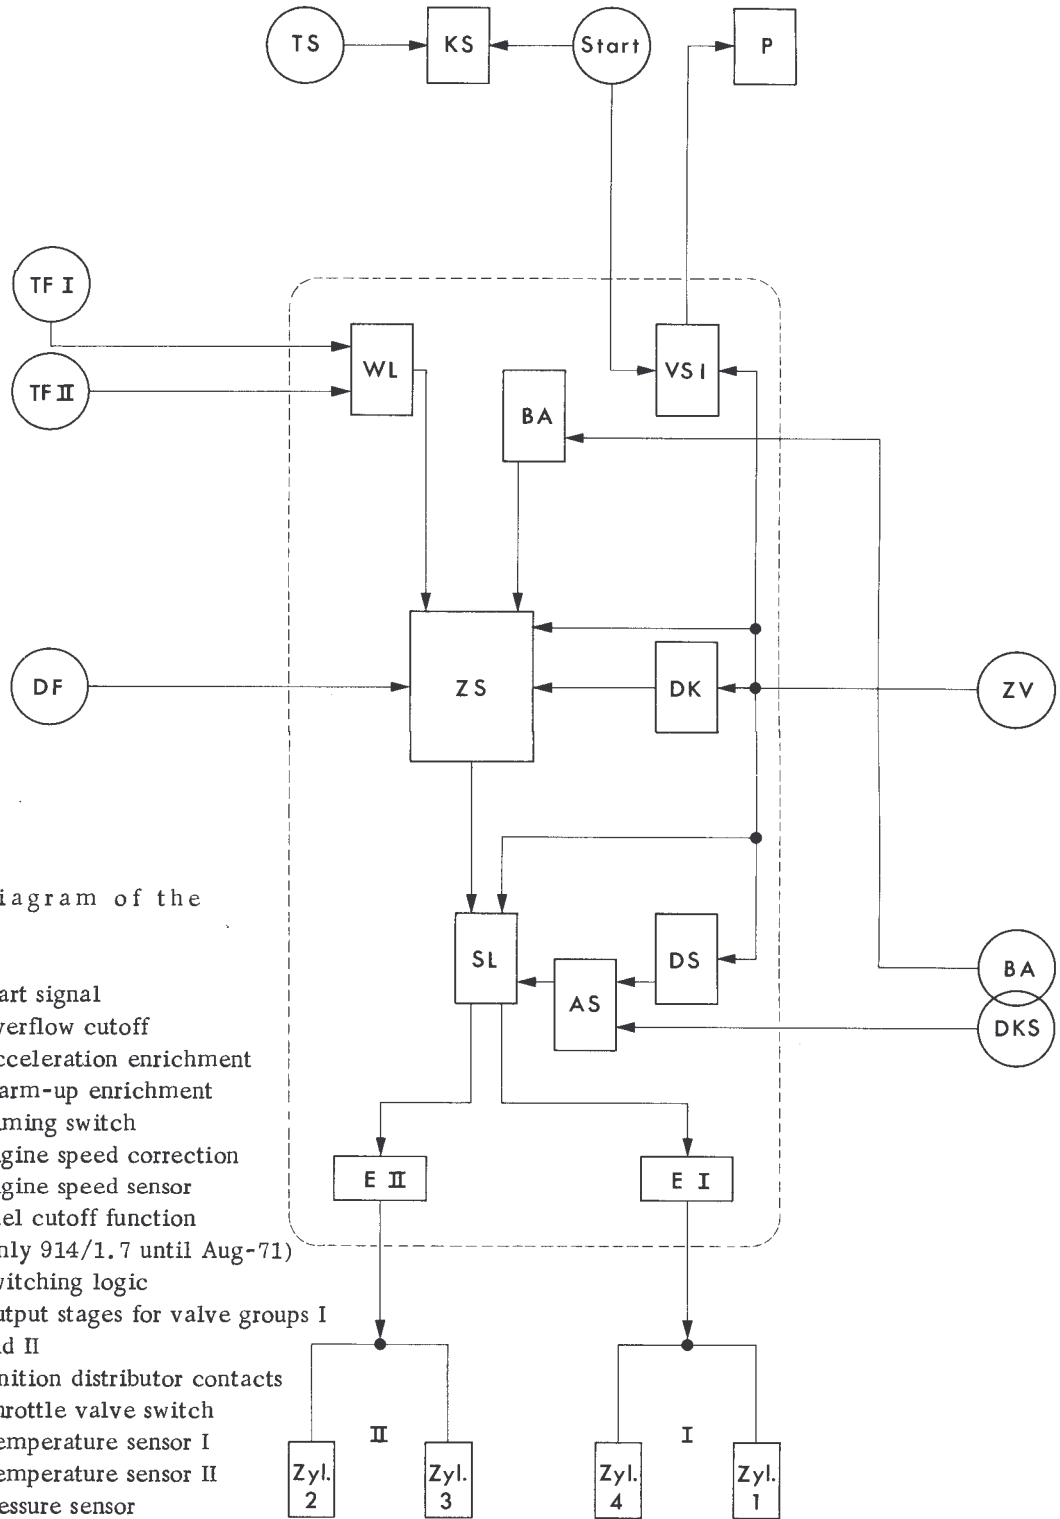 TS
KS
Start
P
TF I
TF II
WL
VSI
BA
DF
ZS
DK
ZV
iagram of the
SL
DS
AS
BA
DKS
art signal
verflow cutoff
cceleration enrichment
arm-up enrichment
ming switch
gine speed correction
gine speed sensor
el cutoff function
nly 914/1.7 until Aug-71)
witching logic
utput stages for valve groups I
d II
nition distributor contacts
hrottle valve switch
emperature sensor I
emperature sensor II
essure sensor
E II
E I
II
I
Zyl.
2
Zyl.
3
Zyl.
4
Zyl.
1